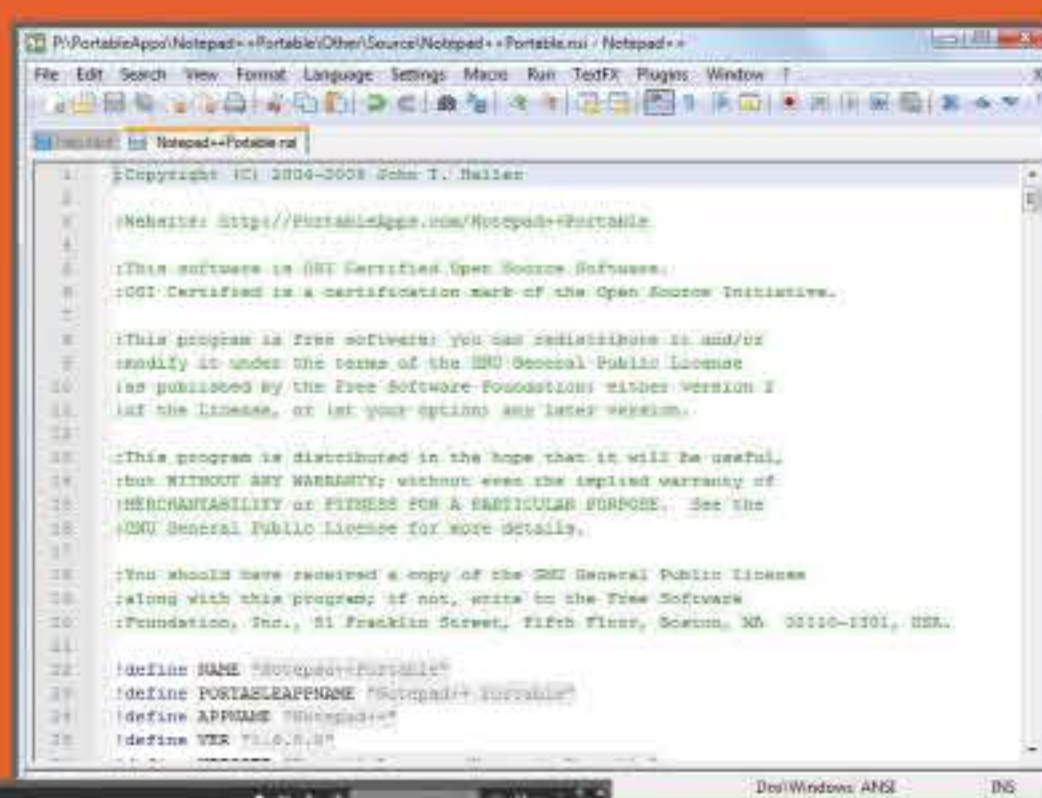 P:\PortableApps\Notepad++Portable\Other\Source\Notepad++Portable.nsi - Notepad++
File Edit Search View Format Language Settings Macro Run TextFX Plugins Window ?
Notepad++Portable.nsi
1 ;Copyright (C) 2004-2009 John T. Haller
2
3 ;Website: http://PortableApps.com/Notepad++Portable
4
5 ;This software is OSI Certified Open Source Software.
6 ;OSI Certified is a certification mark of the Open Source Initiative.
7
8 ;This program is free software; you can redistribute it and/or
9 ;modify it under the terms of the GNU General Public License
10 ;as published by the Free Software Foundation; either version 2
11 ;of the License, or (at your option) any later version.
12
13 ;This program is distributed in the hope that it will be useful,
14 ;but WITHOUT ANY WARRANTY; without even the implied warranty of
15 ;MERCHANTABILITY or FITNESS FOR A PARTICULAR PURPOSE. See the
16 ;GNU General Public License for more details.
17
18 ;You should have received a copy of the GNU General Public License
19 ;along with this program; if not, write to the Free Software
20 ;Foundation, Inc., 51 Franklin Street, Fifth Floor, Boston, MA 02110-1301, USA.
21
22 !define NAME "Notepad++Portable"
23 !define PORTABLEAPPNAME "Notepad++ Portable"
24 !define APPNAME "Notepad++"
25 !define VER
Dos\Windows ANSI INS